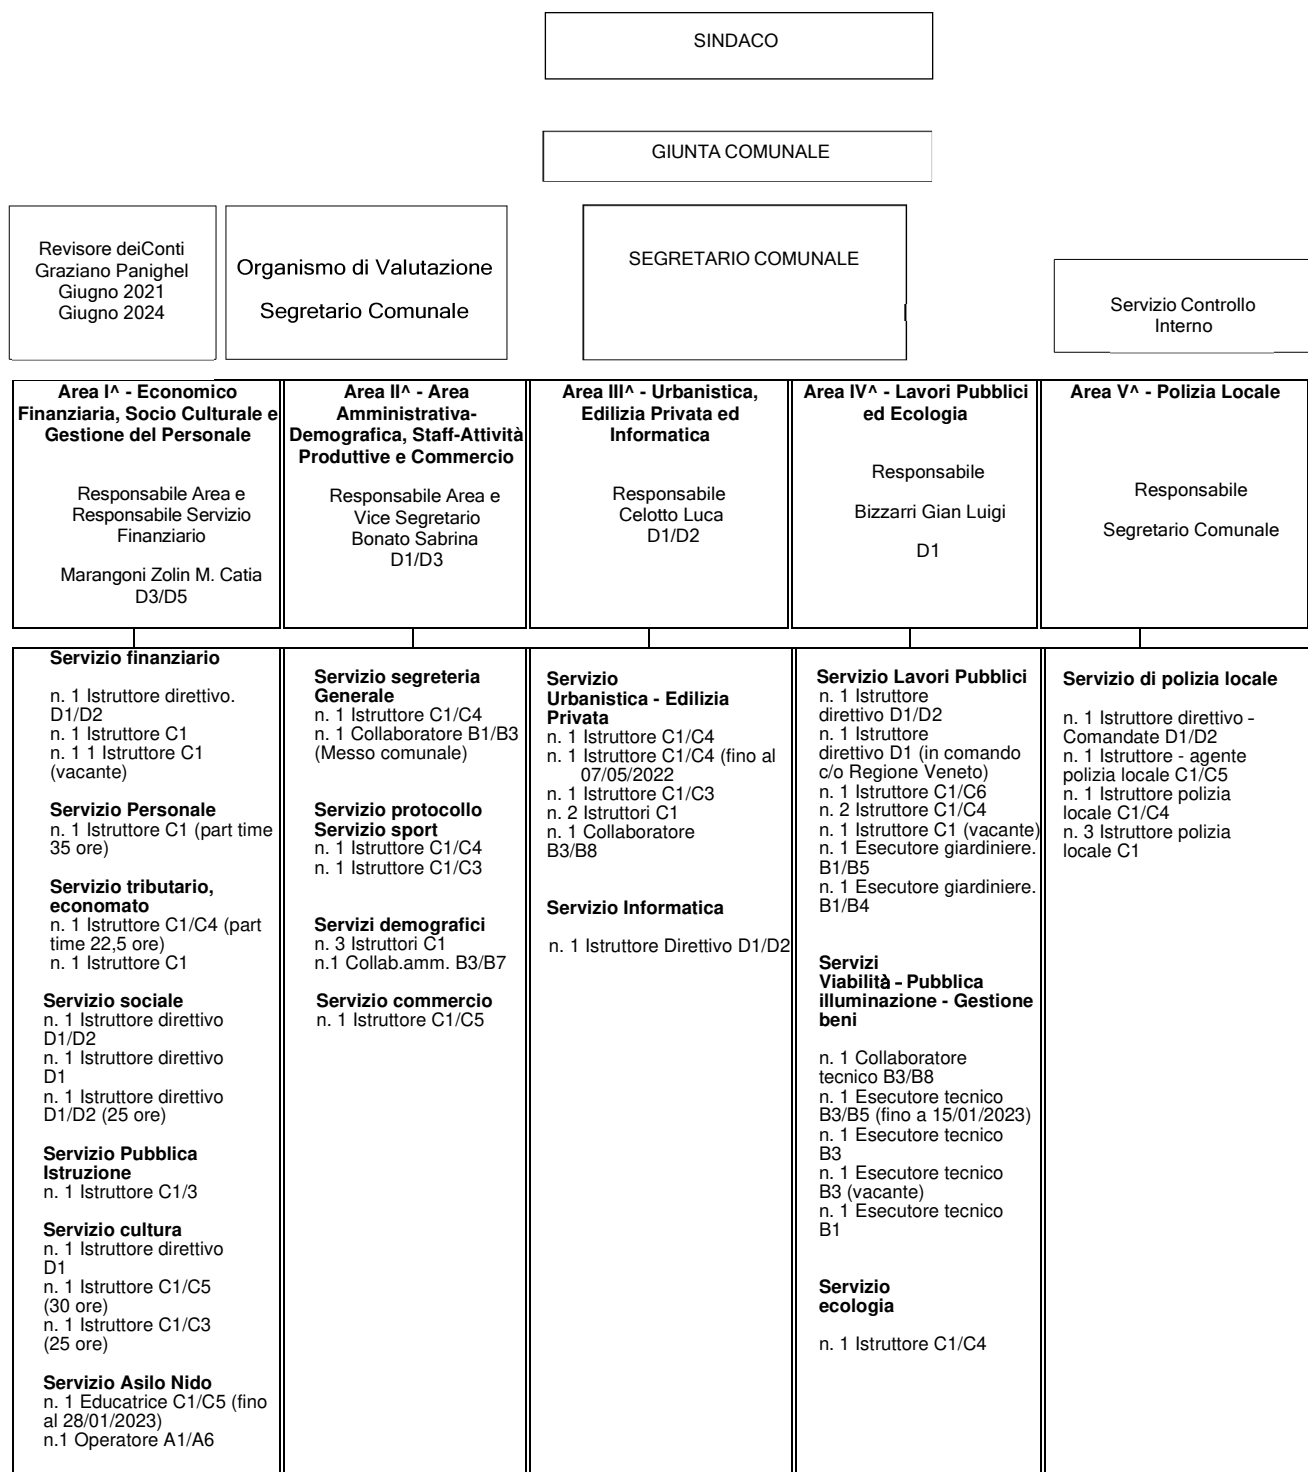 SINDACO
GIUNTA COMUNALE
Revisore deiConti
Graziano Panighel
Giugno 2021
Giugno 2024
Organismo di Valutazione
Segretario Comunale
SEGRETARIO COMUNALE
Servizio Controllo
Interno
Area I^ - Economico
Finanziaria, Socio Culturale e
Gestione del Personale
Responsabile Area e
Responsabile Servizio
Finanziario
Marangoni Zolin M. Catia
D3/D5
Area II^ - Area
Amministrativa-
Demografica, Staff-Attività
Produttive e Commercio
Responsabile Area e
Vice Segretario
Bonato Sabrina
D1/D3
Area III^ - Urbanistica,
Edilizia Privata ed
Informatica
Responsabile
Celotto Luca
D1/D2
Area IV^ - Lavori Pubblici
ed Ecologia
Responsabile
Bizzarri Gian Luigi
D1
Area V^ - Polizia Locale
Responsabile
Segretario Comunale
Servizio finanziario
n. 1 Istruttore direttivo.
D1/D2
n. 1 Istruttore C1
n. 1 1 Istruttore C1
(vacante)
Servizio Personale
n. 1 Istruttore C1 (part time
35 ore)
Servizio tributario,
economato
n. 1 Istruttore C1/C4 (part
time 22,5 ore)
n. 1 Istruttore C1
Servizio sociale
n. 1 Istruttore direttivo
D1/D2
n. 1 Istruttore direttivo
D1
n. 1 Istruttore direttivo
D1/D2 (25 ore)
Servizio Pubblica
Istruzione
n. 1 Istruttore C1/3
Servizio cultura
n. 1 Istruttore direttivo
D1
n. 1 Istruttore C1/C5
(30 ore)
n. 1 Istruttore C1/C3
(25 ore)
Servizio Asilo Nido
n. 1 Educatrice C1/C5 (fino
al 28/01/2023)
n.1 Operatore A1/A6
Servizio segreteria
Generale
n. 1 Istruttore C1/C4
n. 1 Collaboratore B1/B3
(Messo comunale)
Servizio protocollo
Servizio sport
n. 1 Istruttore C1/C4
n. 1 Istruttore C1/C3
Servizi demografici
n. 3 Istruttori C1
n.1 Collab.amm. B3/B7
Servizio commercio
n. 1 Istruttore C1/C5
Servizio
Urbanistica - Edilizia
Privata
n. 1 Istruttore C1/C4
n. 1 Istruttore C1/C4 (fino al
07/05/2022
n. 1 Istruttore C1/C3
n. 2 Istruttori C1
n. 1 Collaboratore
B3/B8
Servizio Informatica
n. 1 Istruttore Direttivo D1/D2
Servizio Lavori Pubblici
n. 1 Istruttore
direttivo D1/D2
n. 1 Istruttore
direttivo D1 (in comando
c/o Regione Veneto)
n. 1 Istruttore C1/C6
n. 2 Istruttore C1/C4
n. 1 Istruttore C1 (vacante)
n. 1 Esecutore giardiniere.
B1/B5
n. 1 Esecutore giardiniere.
B1/B4
Servizi
Viabilità – Pubblica
illuminazione - Gestione
beni
n. 1 Collaboratore
tecnico B3/B8
n. 1 Esecutore tecnico
B3/B5 (fino a 15/01/2023)
n. 1 Esecutore tecnico
B3
n. 1 Esecutore tecnico
B3 (vacante)
n. 1 Esecutore tecnico
B1
Servizio
ecologia
n. 1 Istruttore C1/C4
Servizio di polizia locale
n. 1 Istruttore direttivo –
Comandate D1/D2
n. 1 Istruttore - agente
polizia locale C1/C5
n. 1 Istruttore polizia
locale C1/C4
n. 3 Istruttore polizia
locale C1